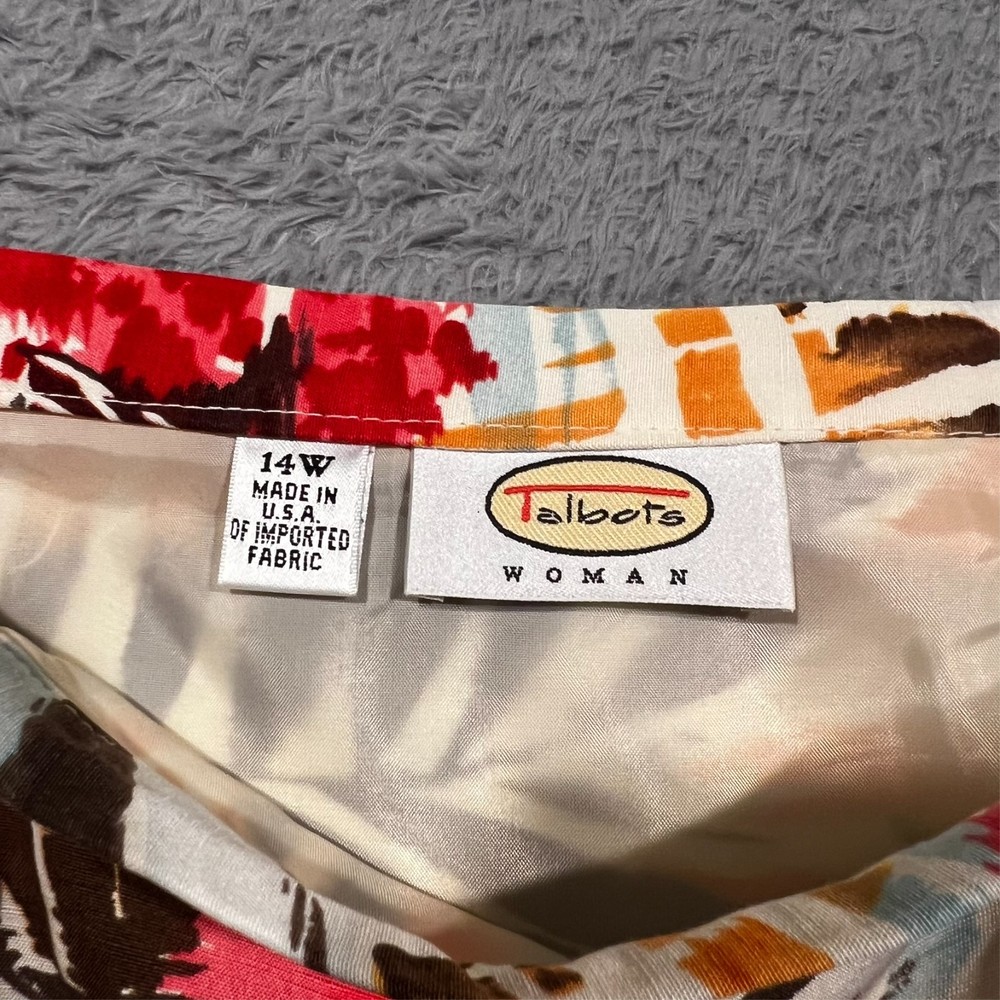 14W
MADE IN
U.S.A.
OF IMPORTED
FABRIC
Talbots
WOMAN